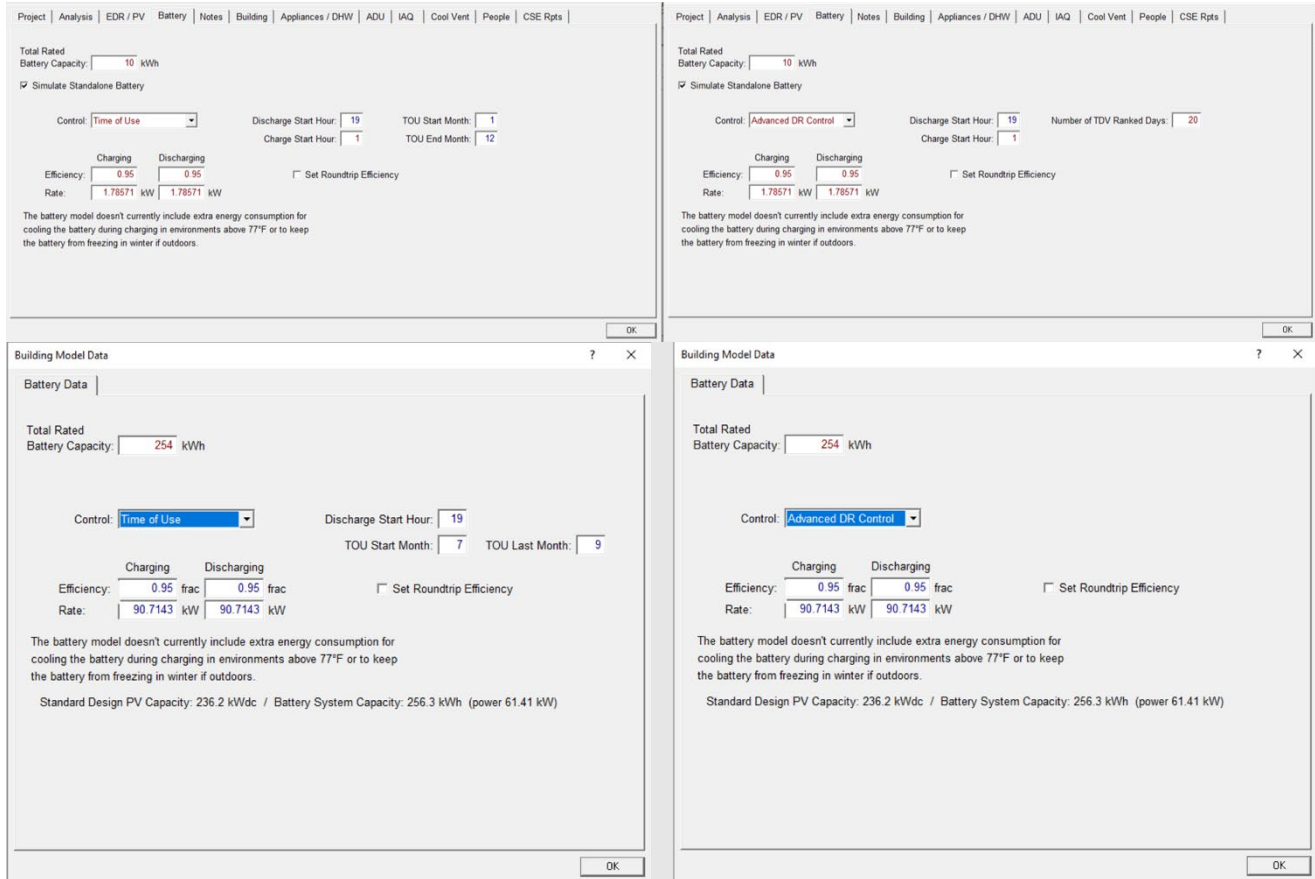 Project | Analysis | EDR / PV | Battery | Notes | Building | Appliances / DHW | ADU | IAQ | Cool Vent | People | CSE Rpts |
Total Rated
Battery Capacity: 10 kWh
Simulate Standalone Battery
Control: Time of Use Discharge Start Hour: 19 TOU Start Month: 1
Charge Start Hour: 1 TOU End Month: 12
Charging Discharging
Efficiency: 0.95 0.95 Set Roundtrip Efficiency
Rate: 1.78571 kW 1.78571 kW
The battery model doesn't currently include extra energy consumption for
cooling the battery during charging in environments above 77°F or to keep
the battery from freezing in winter if outdoors.
OK
Project | Analysis | EDR / PV | Battery | Notes | Building | Appliances / DHW | ADU | IAQ | Cool Vent | People | CSE Rpts |
Total Rated
Battery Capacity: 10 kWh
Simulate Standalone Battery
Control: Advanced DR Control Discharge Start Hour: 19 Number of TDV Ranked Days: 20
Charge Start Hour: 1
Charging Discharging
Efficiency: 0.95 0.95 Set Roundtrip Efficiency
Rate: 1.78571 kW 1.78571 kW
The battery model doesn't currently include extra energy consumption for
cooling the battery during charging in environments above 77°F or to keep
the battery from freezing in winter if outdoors.
OK
Building Model Data ? ×
Battery Data
Total Rated
Battery Capacity: 254 kWh
Control: Time of Use Discharge Start Hour: 19
TOU Start Month: 7 TOU Last Month: 9
Charging Discharging
Efficiency: 0.95 frac 0.95 frac Set Roundtrip Efficiency
Rate: 90.7143 kW 90.7143 kW
The battery model doesn't currently include extra energy consumption for
cooling the battery during charging in environments above 77°F or to keep
the battery from freezing in winter if outdoors.
Standard Design PV Capacity: 236.2 kWdc / Battery System Capacity: 256.3 kWh (power 61.41 kW)
OK
Building Model Data ? ×
Battery Data
Total Rated
Battery Capacity: 254 kWh
Control: Advanced DR Control
Charging Discharging
Efficiency: 0.95 frac 0.95 frac Set Roundtrip Efficiency
Rate: 90.7143 kW 90.7143 kW
The battery model doesn't currently include extra energy consumption for
cooling the battery during charging in environments above 77°F or to keep
the battery from freezing in winter if outdoors.
Standard Design PV Capacity: 236.2 kWdc / Battery System Capacity: 256.3 kWh (power 61.41 kW)
OK